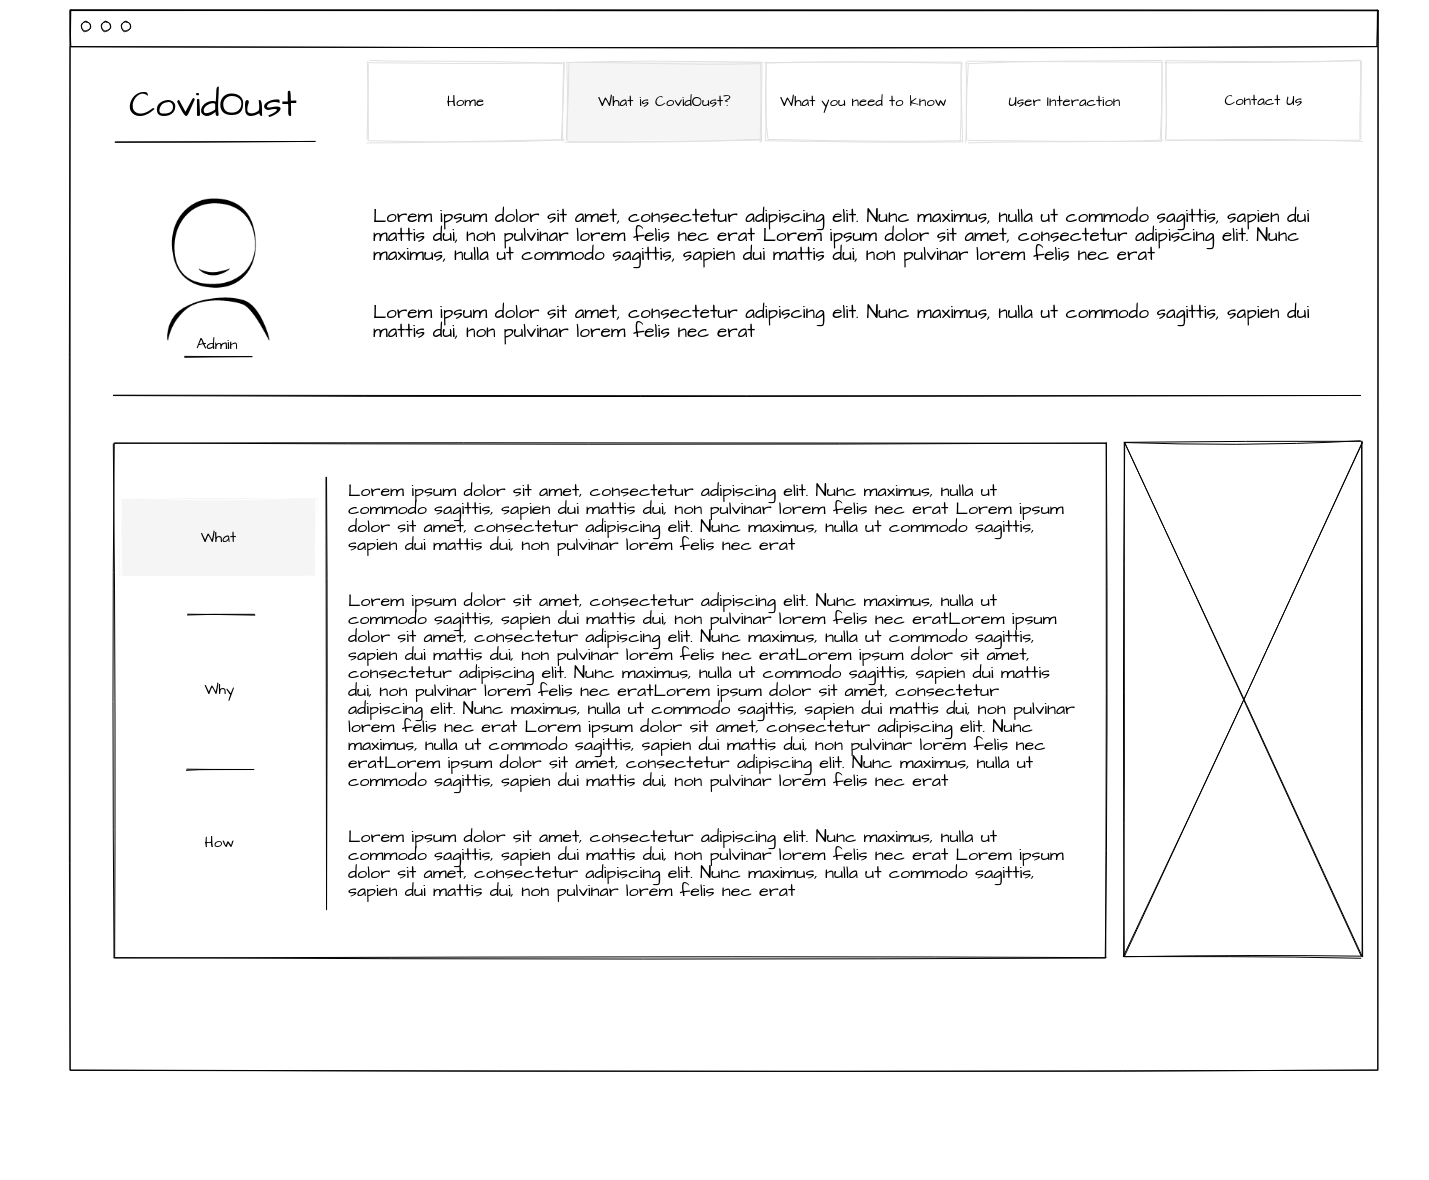 CovidOust
Home
What is CovidOust?
What you need to know
User Interaction
Contact Us
Lorem ipsum dolor sit amet, consectetur adipiscing elit. Nunc maximus, nulla ut commodo sagittis, sapien dui
mattis dui, non pulvinar lorem felis nec erat Lorem ipsum dolor sit amet, consectetur adipiscing elit. Nunc
maximus, nulla ut commodo sagittis, sapien dui mattis dui, non pulvinar lorem felis nec erat
Lorem ipsum dolor sit amet, consectetur adipiscing elit. Nunc maximus, nulla ut commodo sagittis, sapien dui
mattis dui, non pulvinar lorem felis nec erat
Admin
What
Why
How
Lorem ipsum dolor sit amet, consectetur adipiscing elit. Nunc maximus, nulla ut
commodo sagittis, sapien dui mattis dui, non pulvinar lorem felis nec erat Lorem ipsum
dolor sit amet, consectetur adipiscing elit. Nunc maximus, nulla ut commodo sagittis,
sapien dui mattis dui, non pulvinar lorem felis nec erat
Lorem ipsum dolor sit amet, consectetur adipiscing elit. Nunc maximus, nulla ut
commodo sagittis, sapien dui mattis dui, non pulvinar lorem felis nec eratLorem ipsum
dolor sit amet, consectetur adipiscing elit. Nunc maximus, nulla ut commodo sagittis,
sapien dui mattis dui, non pulvinar lorem felis nec eratLorem ipsum dolor sit amet,
consectetur adipiscing elit. Nunc maximus, nulla ut commodo sagittis, sapien dui mattis
dui, non pulvinar lorem felis nec eratLorem ipsum dolor sit amet, consectetur
adipiscing elit. Nunc maximus, nulla ut commodo sagittis, sapien dui mattis dui, non pulvinar
lorem felis nec erat Lorem ipsum dolor sit amet, consectetur adipiscing elit. Nunc
maximus, nulla ut commodo sagittis, sapien dui mattis dui, non pulvinar lorem felis nec
eratLorem ipsum dolor sit amet, consectetur adipiscing elit. Nunc maximus, nulla ut
commodo sagittis, sapien dui mattis dui, non pulvinar lorem felis nec erat
Lorem ipsum dolor sit amet, consectetur adipiscing elit. Nunc maximus, nulla ut
commodo sagittis, sapien dui mattis dui, non pulvinar lorem felis nec erat Lorem ipsum
dolor sit amet, consectetur adipiscing elit. Nunc maximus, nulla ut commodo sagittis,
sapien dui mattis dui, non pulvinar lorem felis nec erat